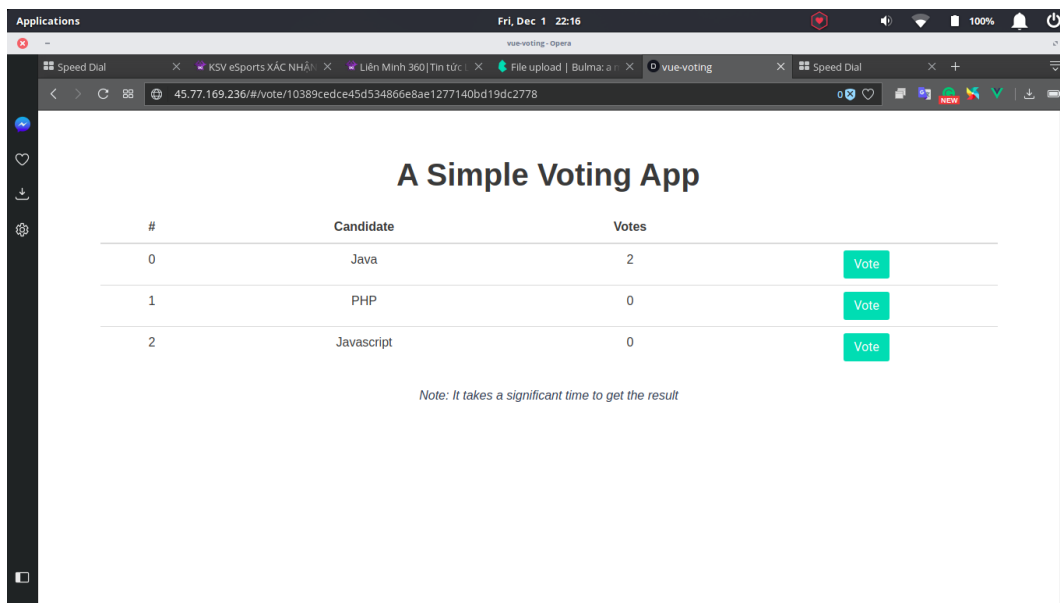 Applications Fri, Dec 1 22:16 100%
vue-voting - Opera
Speed Dial KSV eSports XÁC NHẬN Liên Minh 360|Tin tức File upload | Bulma: a vue-voting Speed Dial
45.77.169.236/#/vote/10389cedce45d534866e8ae1277140bd19dc2778 0 NEW
A Simple Voting App
# Candidate Votes
0 Java 2 Vote
1 PHP 0 Vote
2 Javascript 0 Vote
Note: It takes a significant time to get the result